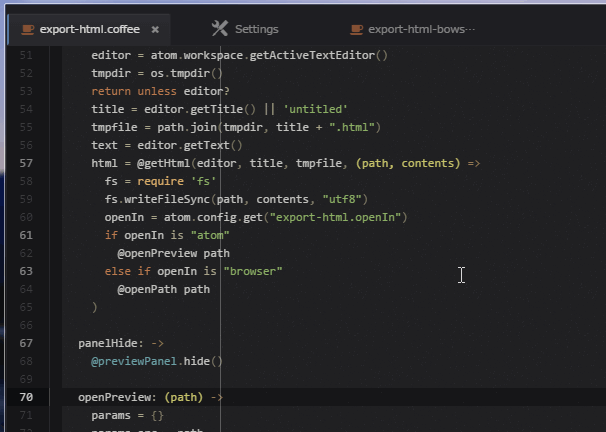 export-html.coffee × Settings export-html-bows···
51 editor = atom.workspace.getActiveTextEditor()
52 tmpdir = os.tmpdir()
53 return unless editor?
54 title = editor.getTitle() || 'untitled'
55 tmpfile = path.join(tmpdir, title + ".html")
56 text = editor.getText()
57 html = @getHtml(editor, title, tmpfile, (path, contents) =>
58 fs = require 'fs'
59 fs.writeFileSync(path, contents, "utf8")
60 openIn = atom.config.get("export-html.openIn")
61 if openIn is "atom"
62 @openPreview path
63 else if openIn is "browser"
64 @openPath path
65 )
66
67 panelHide: ->
68 @previewPanel.hide()
69
70 openPreview: (path) ->
71 params = {}